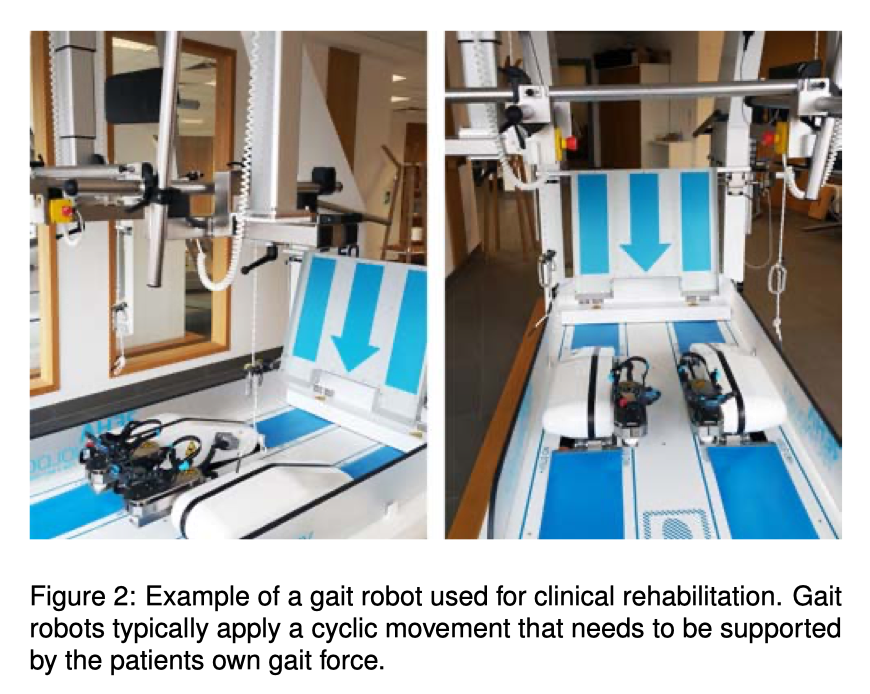 Figure 2: Example of a gait robot used for clinical rehabilitation. Gait
robots typically apply a cyclic movement that needs to be supported
by the patients own gait force.